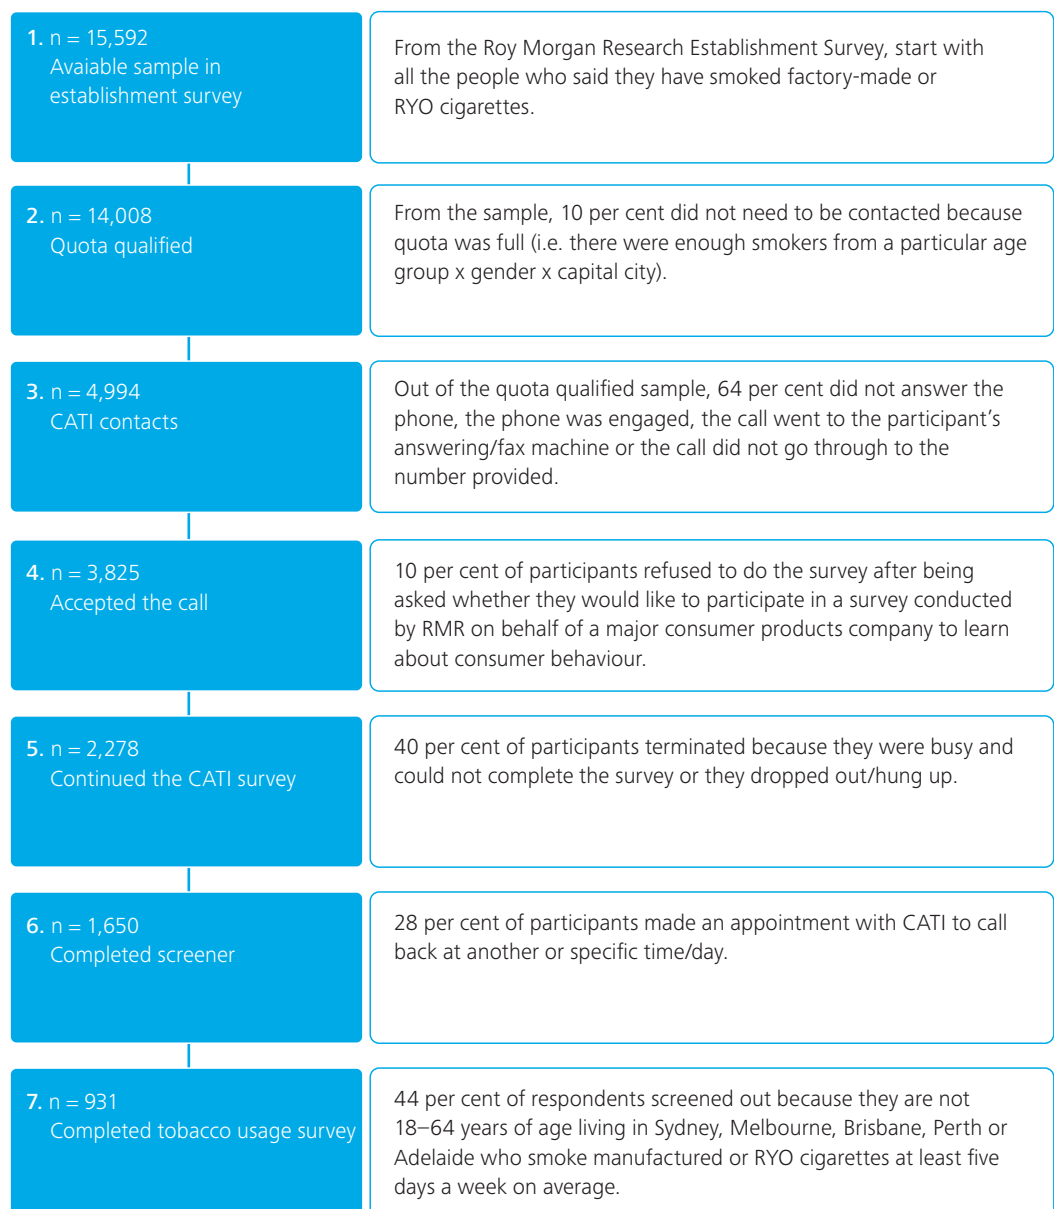 1. n = 15,592
Avaiable sample in
establishment survey
From the Roy Morgan Research Establishment Survey, start with
all the people who said they have smoked factory-made or
RYO cigarettes.
2. n = 14,008
Quota qualified
From the sample, 10 per cent did not need to be contacted because
quota was full (i.e. there were enough smokers from a particular age
group x gender x capital city).
3. n = 4,994
CATI contacts
Out of the quota qualified sample, 64 per cent did not answer the
phone, the phone was engaged, the call went to the participant’s
answering/fax machine or the call did not go through to the
number provided.
4. n = 3,825
Accepted the call
10 per cent of participants refused to do the survey after being
asked whether they would like to participate in a survey conducted
by RMR on behalf of a major consumer products company to learn
about consumer behaviour.
5. n = 2,278
Continued the CATI survey
40 per cent of participants terminated because they were busy and
could not complete the survey or they dropped out/hung up.
6. n = 1,650
Completed screener
28 per cent of participants made an appointment with CATI to call
back at another or specific time/day.
7. n = 931
Completed tobacco usage survey
44 per cent of respondents screened out because they are not
18–64 years of age living in Sydney, Melbourne, Brisbane, Perth or
Adelaide who smoke manufactured or RYO cigarettes at least five
days a week on average.